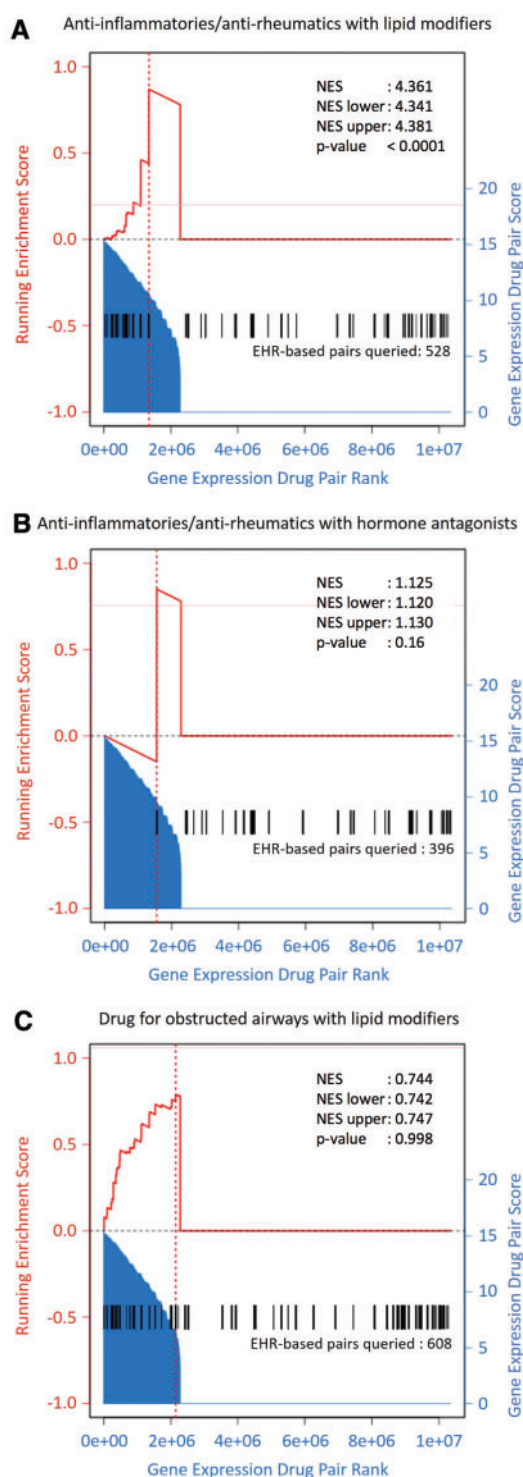 A
Anti-inflammatories/anti-rheumatics with lipid modifiers
1.0
0.5
0.0
-0.5
-1.0
Running Enrichment Score
NES : 4.361
NES lower : 4.341
NES upper : 4.381
p-value < 0.0001
20
15
10
5
0
Gene Expression Drug Pair Score
EHR-based pairs queried: 528
0e+00 2e+06 4e+06 6e+06 8e+06 1e+07
Gene Expression Drug Pair Rank
B
Anti-inflammatories/anti-rheumatics with hormone antagonists
1.0
0.5
0.0
-0.5
-1.0
Running Enrichment Score
NES : 1.125
NES lower : 1.120
NES upper : 1.130
p-value : 0.16
20
15
10
5
0
Gene Expression Drug Pair Score
EHR-based pairs queried : 396
0e+00 2e+06 4e+06 6e+06 8e+06 1e+07
Gene Expression Drug Pair Rank
C
Drug for obstructed airways with lipid modifiers
1.0
0.5
0.0
-0.5
-1.0
Running Enrichment Score
NES : 0.744
NES lower : 0.742
NES upper : 0.747
p-value : 0.998
20
15
10
5
0
Gene Expression Drug Pair Score
EHR-based pairs queried : 608
0e+00 2e+06 4e+06 6e+06 8e+06 1e+07
Gene Expression Drug Pair Rank